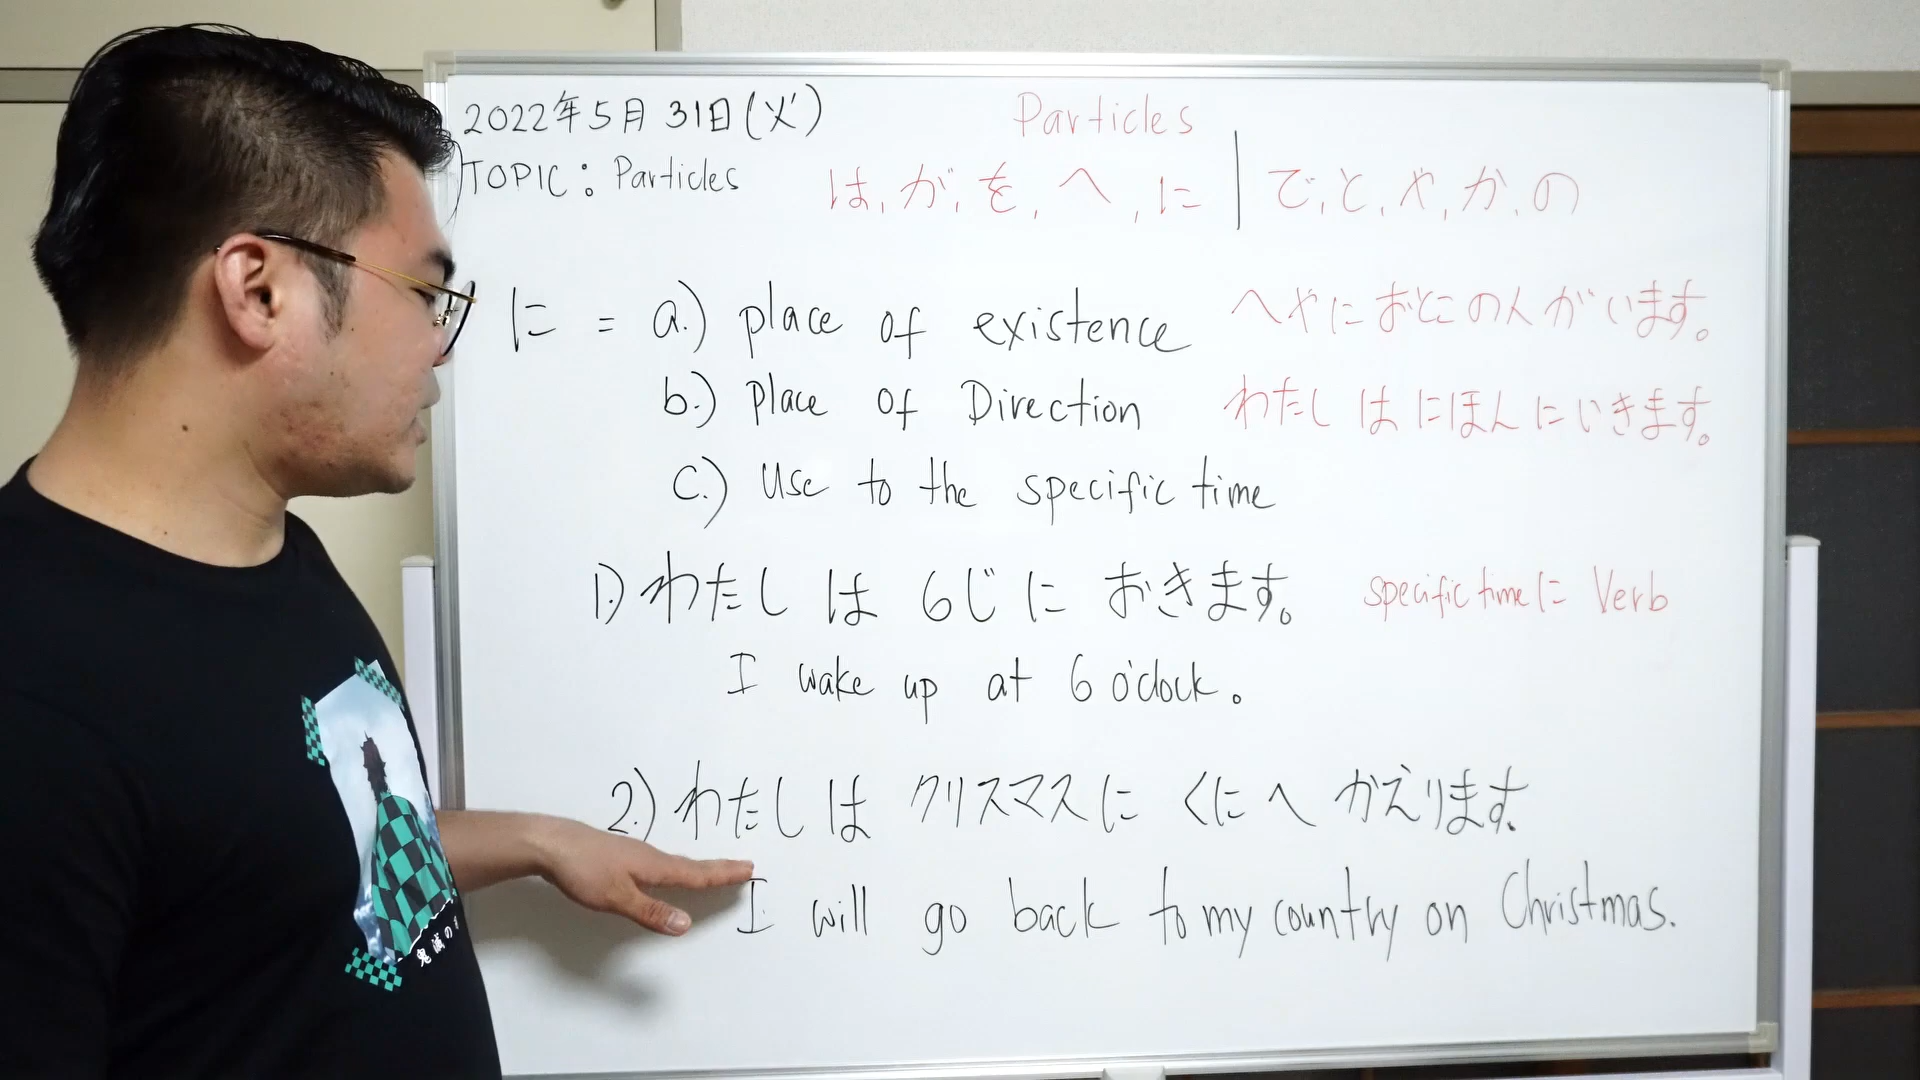 2022年5月31日(火)
TOPIC: Particles
Particles
は,が,を,へ,に|で,と,や,か,の
に = a.) place of existence へやにおとこの人がいます。
b.) place of Direction わたしはにほんにいきます。
c.) use to the specific time
1.) わたしは 6じに おきます。 specific time に Verb
I wake up at 6 o'clock.
2.) わたしは クリスマスに くにへ かえります.
I will go back to my country on Christmas.
鬼滅の